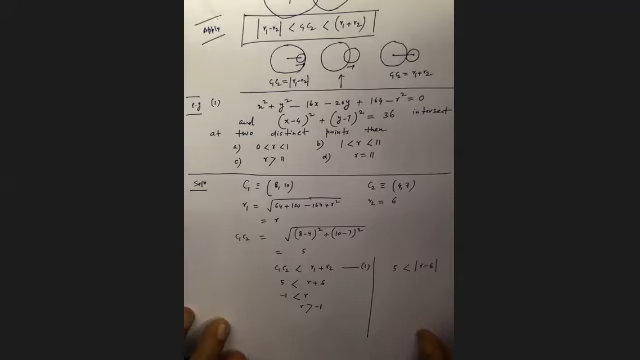 Apply |r₁-r₂| < C₁C₂ < (r₁+r₂)
C₁C₂ = |r₁-r₂| C₁C₂ = r₁+r₂
e.g (1) x² + y² - 16x - 20y + 164 - r² = 0
and (x-4)² + (y-7)² = 36 intersect
at two distinct points then
a) 0 < r < 1 b) 1 < r < 11
c) r > 11 d) r = 11
Solⁿ C₁ ≡ (8, 10) C₂ ≡ (4, 7)
r₁ = √64+100-164+r² r₂ = 6
= r
C₁C₂ = √(8-4)² + (10-7)²
= 5
C₁C₂ < r₁ + r₂ —(1) 5 < |r-6|
5 < r + 6
-1 < r
r > -1